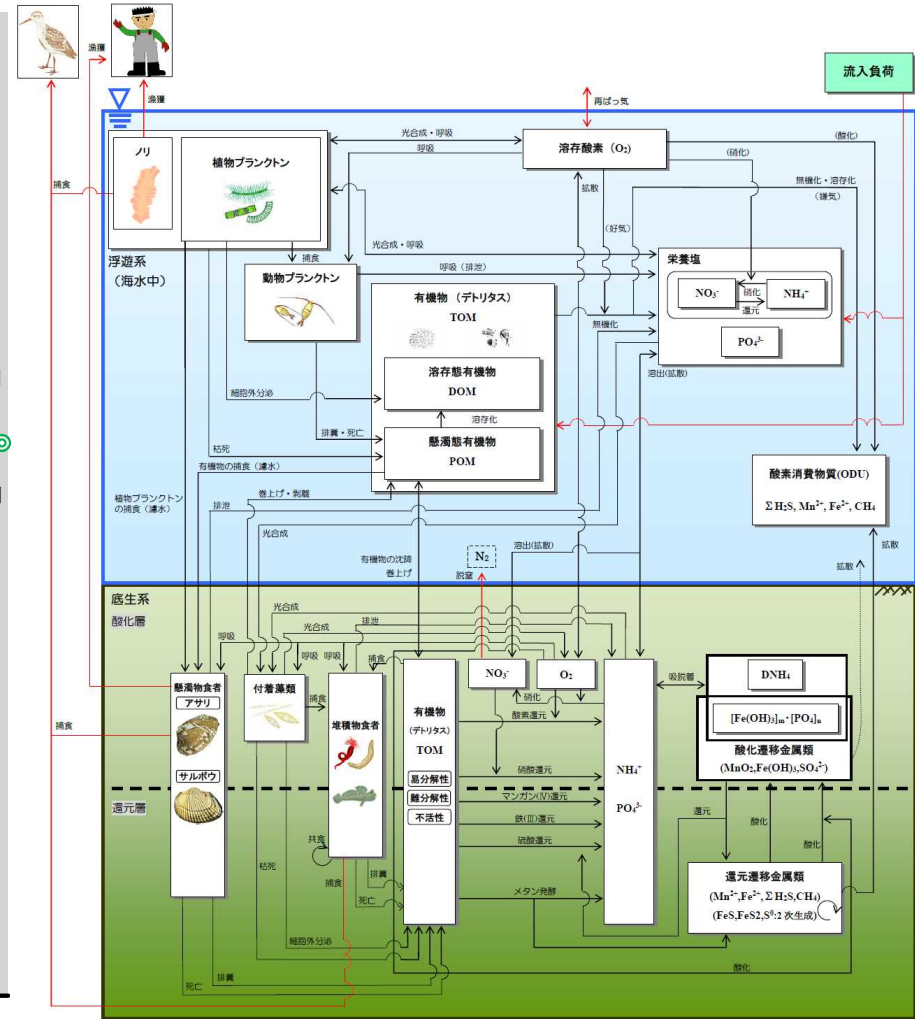 漁獲
漁獲
流入負荷
再ばっ気
ノリ
植物プランクトン
光合成・呼吸
呼吸
溶存酸素（O₂）
(酸化)
(硝化)
捕食
拡散
無機化・溶存化
(嫌気)
(好気)
浮遊系
（海水中）
捕食
光合成・呼吸
動物プランクトン
呼吸（排泄）
栄養塩
NO₃⁻
硝化
還元
NH₄⁺
PO₄³⁻
有機物（デトリタス）
TOM
無機化
溶存態有機物
DOM
溶出(拡散)
細胞外分泌
溶存化
排糞・死亡
懸濁態有機物
POM
枯死
有機物の捕食（濾水）
酸素消費物質(ODU)
ΣH₂S, Mn²⁺, Fe²⁺, CH₄
植物プランクトン
の捕食（濾水）
巻上げ・剥離
排泄
光合成
有機物の沈降
巻上げ
N₂
脱窒
溶出(拡散)
拡散
拡散
底生系
酸化層
光合成
光合成
排泄
呼吸
呼吸
呼吸
捕食
懸濁物食者
アサリ
サルボウ
付着藻類
捕食
堆積物食者
有機物
(デトリタス)
TOM
易分解性
難分解性
不活性
NO₃⁻
O₂
硝化
酸素還元
硝酸還元
マンガン(Ⅳ)還元
鉄(Ⅲ)還元
硫酸還元
メタン発酵
NH₄⁺
PO₄³⁻
吸脱着
DNH₄
[Fe(OH)₃]m・[PO₄]n
酸化遷移金属類
(MnO₂,Fe(OH)₃,SO₄²⁻)
捕食
還元層
還元
酸化
酸化
共食
枯死
捕食
排糞
死亡
還元遷移金属類
(Mn²⁺,Fe²⁺,ΣH₂S,CH₄)
(FeS,FeS2,S⁰:2次生成)
細胞外分泌
酸化
排糞
死亡